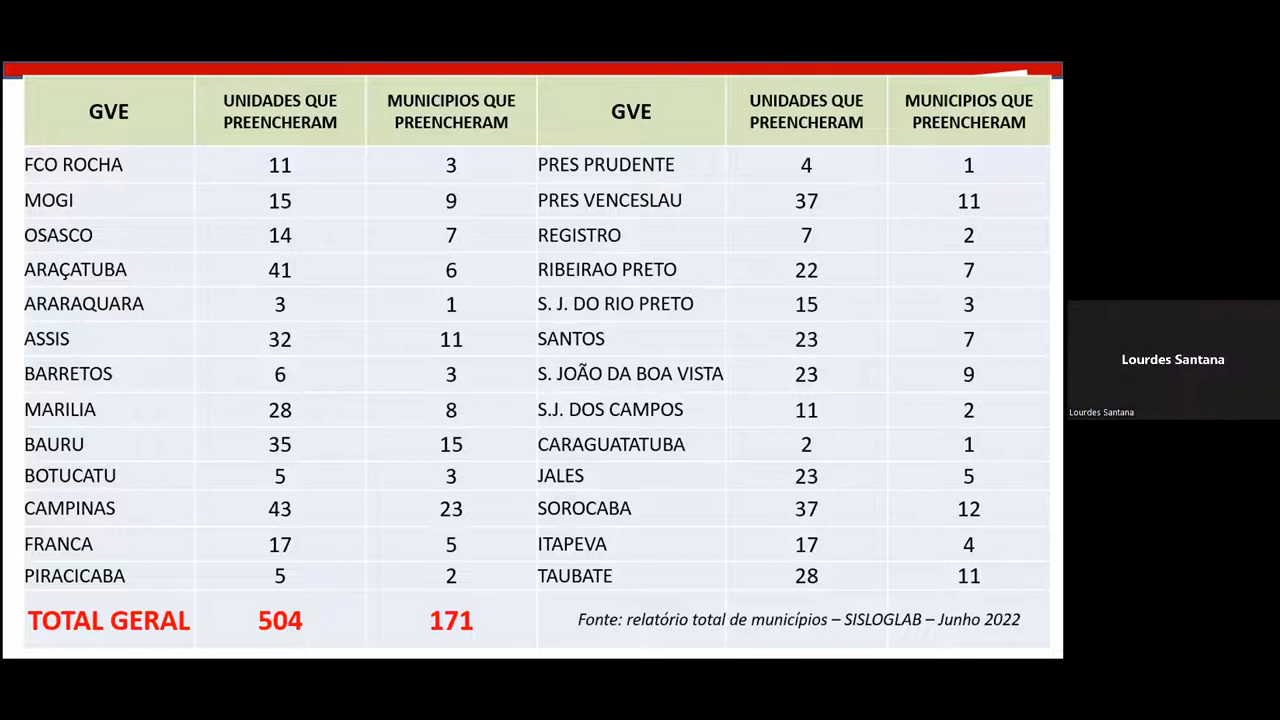 GVE UNIDADES QUE PREENCHERAM MUNICIPIOS QUE PREENCHERAM GVE UNIDADES QUE PREENCHERAM MUNICIPIOS QUE PREENCHERAM
FCO ROCHA 11 3 PRES PRUDENTE 4 1
MOGI 15 9 PRES VENCESLAU 37 11
OSASCO 14 7 REGISTRO 7 2
ARAÇATUBA 41 6 RIBEIRAO PRETO 22 7
ARARAQUARA 3 1 S. J. DO RIO PRETO 15 3
ASSIS 32 11 SANTOS 23 7
BARRETOS 6 3 S. JOÃO DA BOA VISTA 23 9
MARILIA 28 8 S.J. DOS CAMPOS 11 2
BAURU 35 15 CARAGUATATUBA 2 1
BOTUCATU 5 3 JALES 23 5
CAMPINAS 43 23 SOROCABA 37 12
FRANCA 17 5 ITAPEVA 17 4
PIRACICABA 5 2 TAUBATE 28 11
TOTAL GERAL 504 171 Fonte: relatório total de municípios – SISLOGLAB – Junho 2022
Lourdes Santana
Lourdes Santana